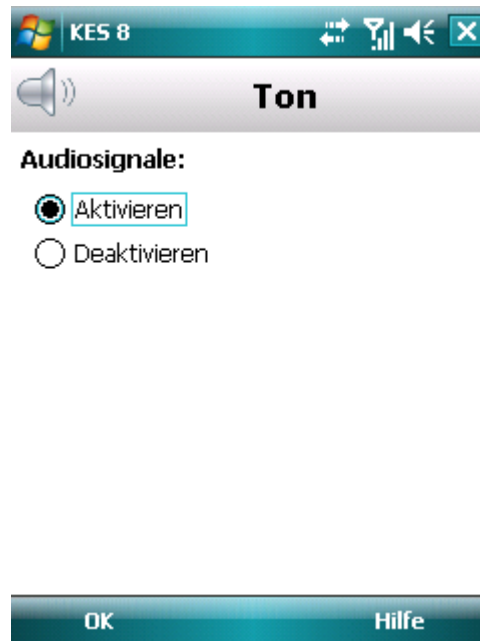 KES 8
Ton
Audiosignale:
Aktivieren
Deaktivieren
OK Hilfe